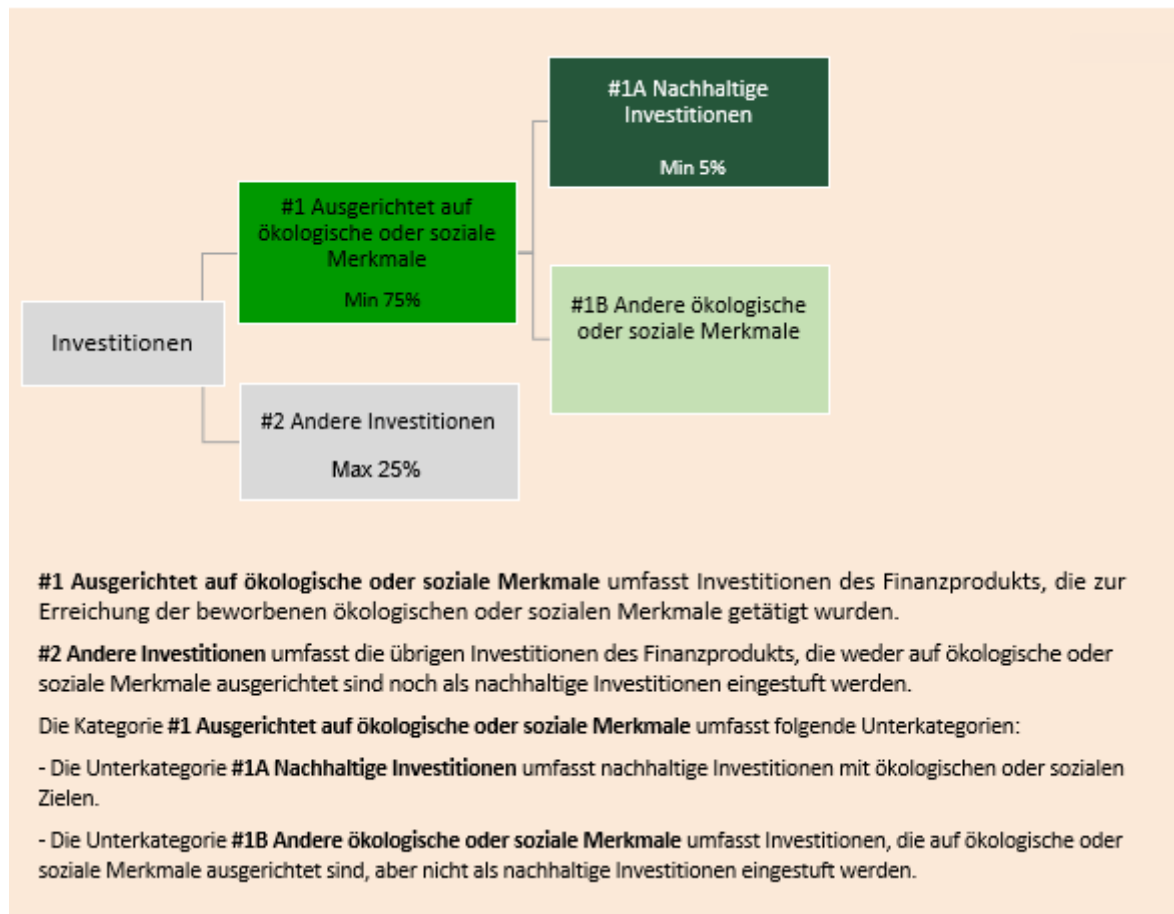 #1A Nachhaltige
Investitionen
Min 5%
#1 Ausgerichtet auf
ökologische oder soziale
Merkmale
Min 75%
#1B Andere ökologische
oder soziale Merkmale
Investitionen
#2 Andere Investitionen
Max 25%
#1 Ausgerichtet auf ökologische oder soziale Merkmale umfasst Investitionen des Finanzprodukts, die zur
Erreichung der beworbenen ökologischen oder sozialen Merkmale getätigt wurden.
#2 Andere Investitionen umfasst die übrigen Investitionen des Finanzprodukts, die weder auf ökologische oder
soziale Merkmale ausgerichtet sind noch als nachhaltige Investitionen eingestuft werden.
Die Kategorie #1 Ausgerichtet auf ökologische oder soziale Merkmale umfasst folgende Unterkategorien:
- Die Unterkategorie #1A Nachhaltige Investitionen umfasst nachhaltige Investitionen mit ökologischen oder sozialen
Zielen.
- Die Unterkategorie #1B Andere ökologische oder soziale Merkmale umfasst Investitionen, die auf ökologische oder
soziale Merkmale ausgerichtet sind, aber nicht als nachhaltige Investitionen eingestuft werden.